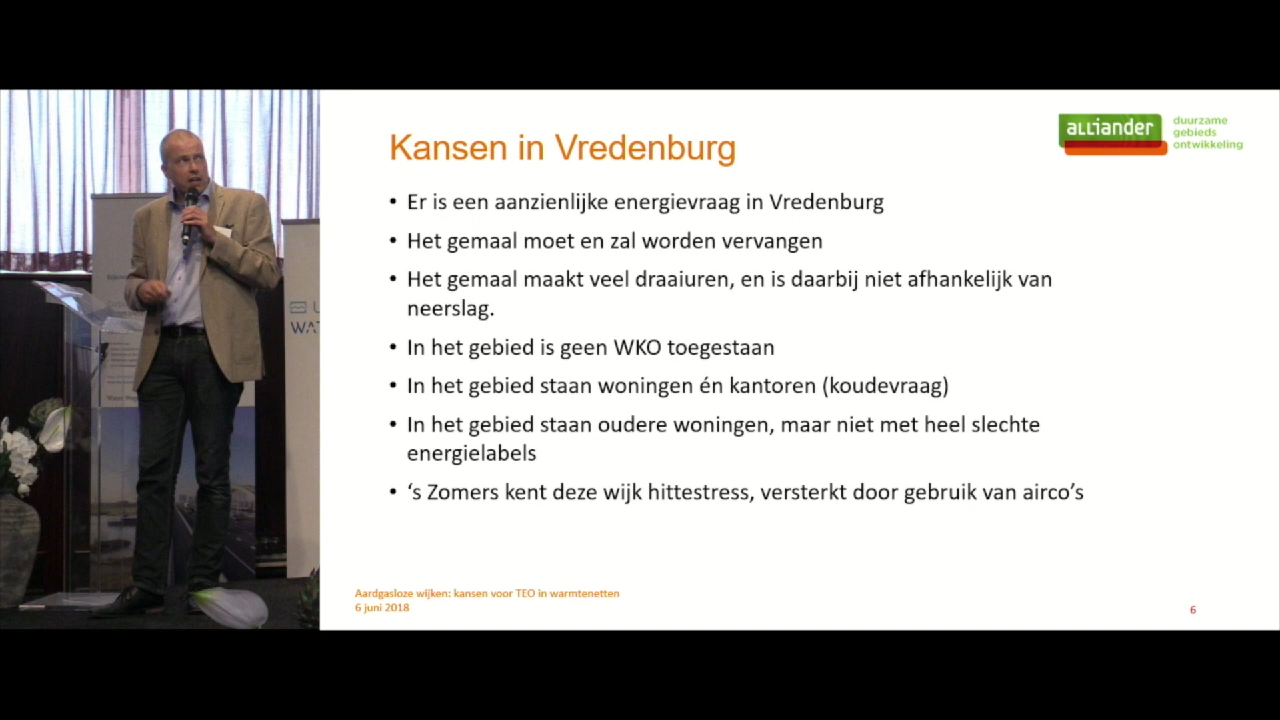 alliander
duurzame
gebieds
ontwikkeling
Kansen in Vredenburg
• Er is een aanzienlijke energievraag in Vredenburg
• Het gemaal moet en zal worden vervangen
• Het gemaal maakt veel draaiuren, en is daarbij niet afhankelijk van
neerslag.
• In het gebied is geen WKO toegestaan
• In het gebied staan woningen én kantoren (koudevraag)
• In het gebied staan oudere woningen, maar niet met heel slechte
energielabels
• ‘s Zomers kent deze wijk hittestress, versterkt door gebruik van airco’s
Aardgasloze wijken: kansen voor TEO in warmtenetten
6 juni 2018
6